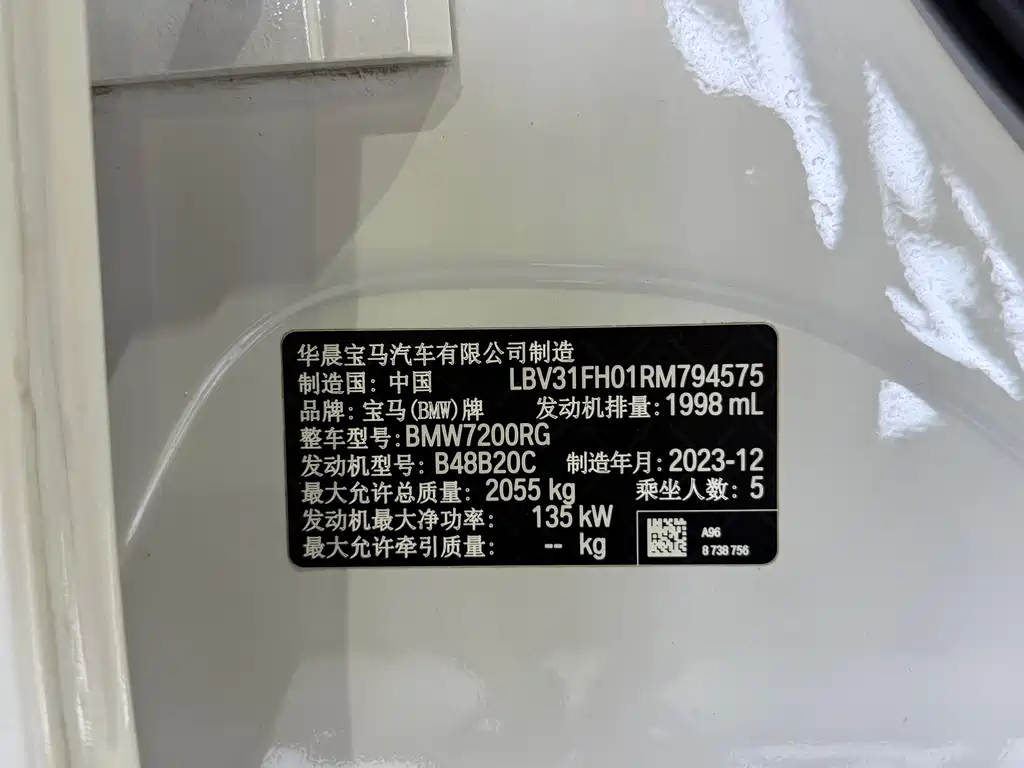 华晨宝马汽车有限公司制造
制造国：中国 LBV31FH01RM794575
品牌：宝马(BMW)牌 发动机排量：1998 mL
整车型号：BMW7200RG
发动机型号：B48B20C 制造年月：2023-12
最大允许总质量：2055 kg 乘坐人数：5
发动机最大净功率： 135 kW
最大允许牵引质量： -- kg
A96
8 738 756